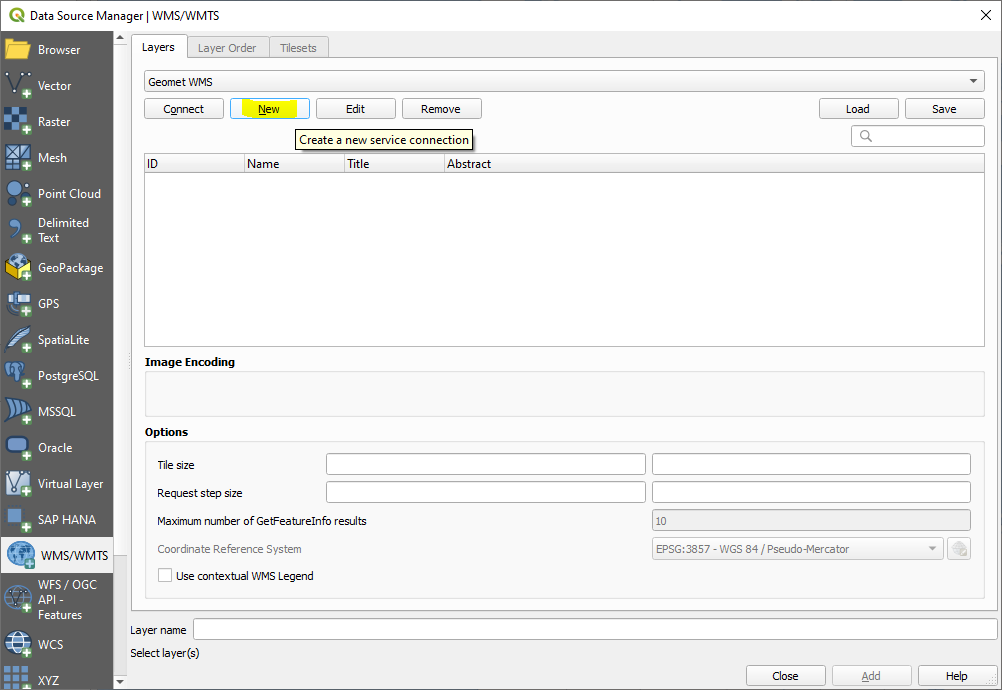 Data Source Manager | WMS/WMTS
Browser
Vector
Raster
Mesh
Point Cloud
Delimited
Text
GeoPackage
GPS
SpatiaLite
PostgreSQL
MSSQL
Oracle
Virtual Layer
SAP HANA
WMS/WMTS
WFS / OGC
API -
Features
WCS
XYZ
Layers Layer Order Tilesets
Geomet WMS
Connect New Edit Remove Load Save
Create a new service connection
ID Name Title Abstract
Image Encoding
Options
Tile size
Request step size
Maximum number of GetFeatureInfo results 10
Coordinate Reference System EPSG:3857 - WGS 84 / Pseudo-Mercator
Use contextual WMS Legend
Layer name
Select layer(s)
Close Add Help